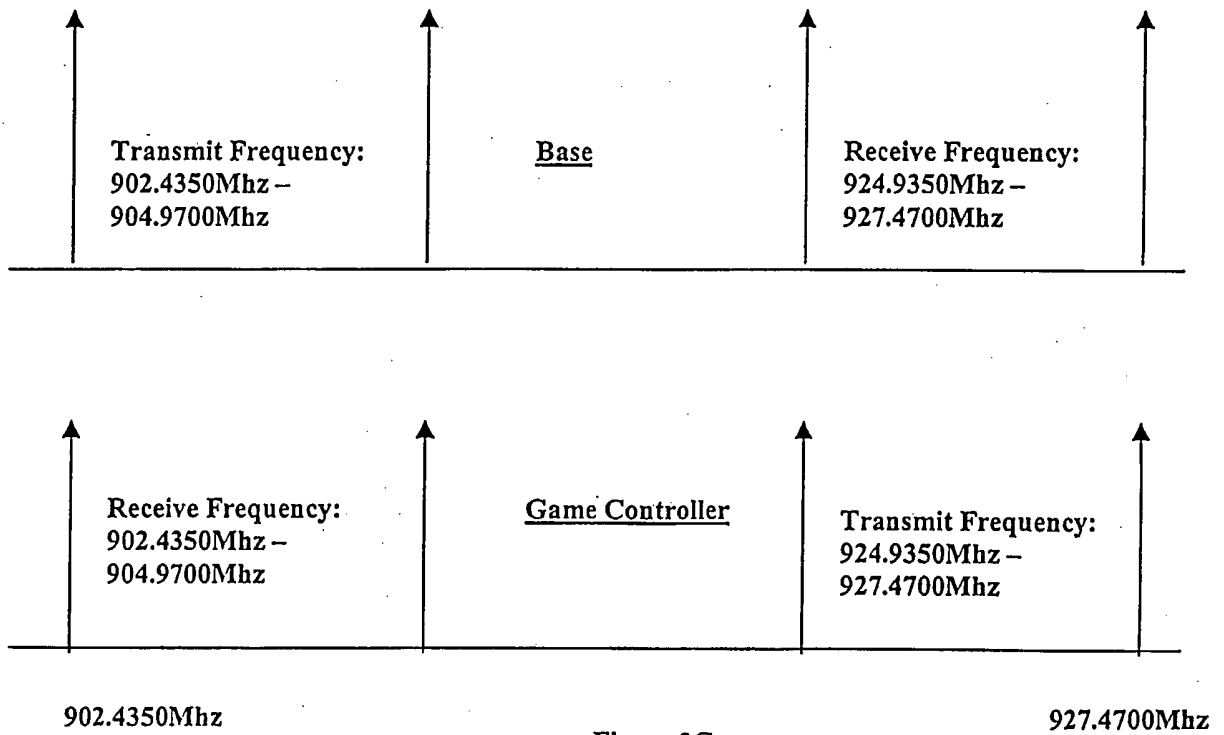 Transmit Frequency:
902.4350Mhz –
904.9700Mhz
Base
Receive Frequency:
924.9350Mhz –
927.4700Mhz
Receive Frequency:
902.4350Mhz –
904.9700Mhz
Game Controller
Transmit Frequency:
924.9350Mhz –
927.4700Mhz
902.4350Mhz
927.4700Mhz